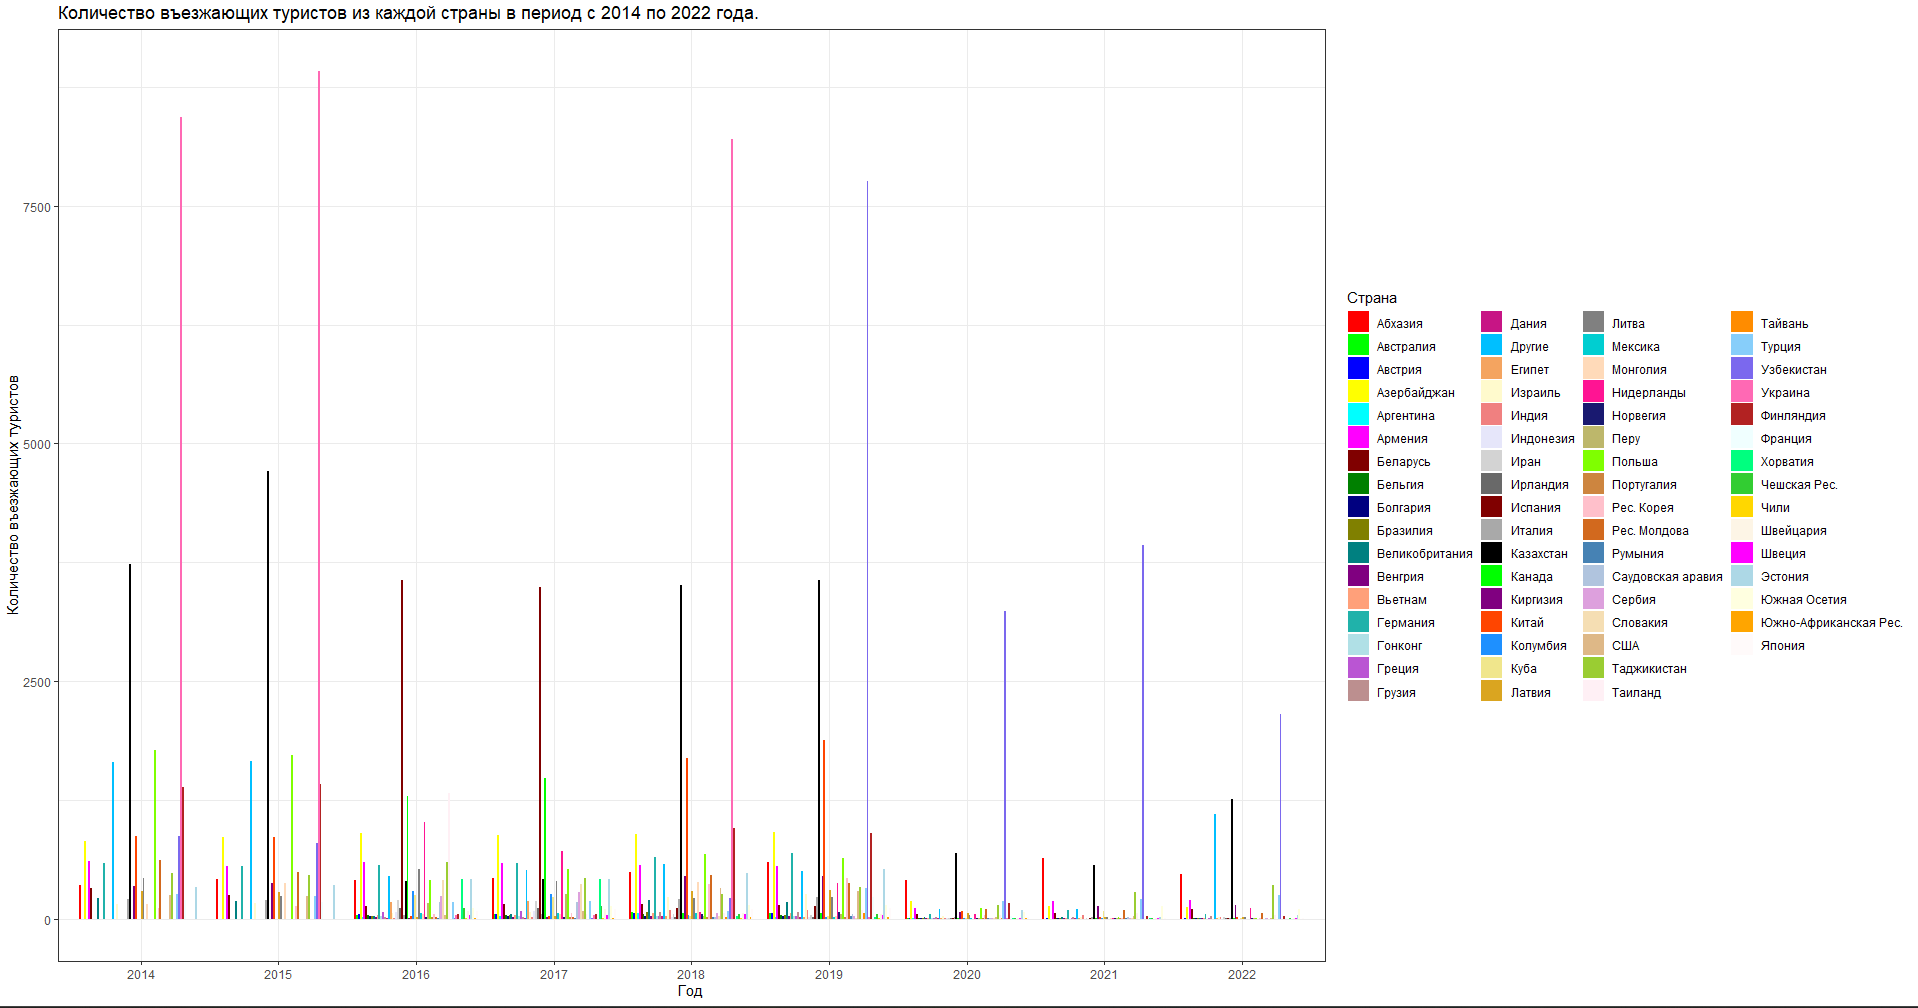 Количество въезжающих туристов из каждой страны в период с 2014 по 2022 года.
Количество въезжающих туристов
7500
5000
2500
0
2014 2015 2016 2017 2018 2019 2020 2021 2022
Год
Страна
Абхазия
Австралия
Австрия
Азербайджан
Аргентина
Армения
Беларусь
Бельгия
Болгария
Бразилия
Великобритания
Венгрия
Вьетнам
Германия
Гонконг
Греция
Грузия
Дания
Другие
Египет
Израиль
Индия
Индонезия
Иран
Ирландия
Испания
Италия
Казахстан
Канада
Киргизия
Китай
Колумбия
Куба
Латвия
Литва
Мексика
Монголия
Нидерланды
Норвегия
Перу
Польша
Португалия
Рес. Корея
Рес. Молдова
Румыния
Саудовская аравия
Сербия
Словакия
США
Таджикистан
Таиланд
Тайвань
Турция
Узбекистан
Украина
Финляндия
Франция
Хорватия
Чешская Рес.
Чили
Швейцария
Швеция
Эстония
Южная Осетия
Южно-Африканская Рес.
Япония